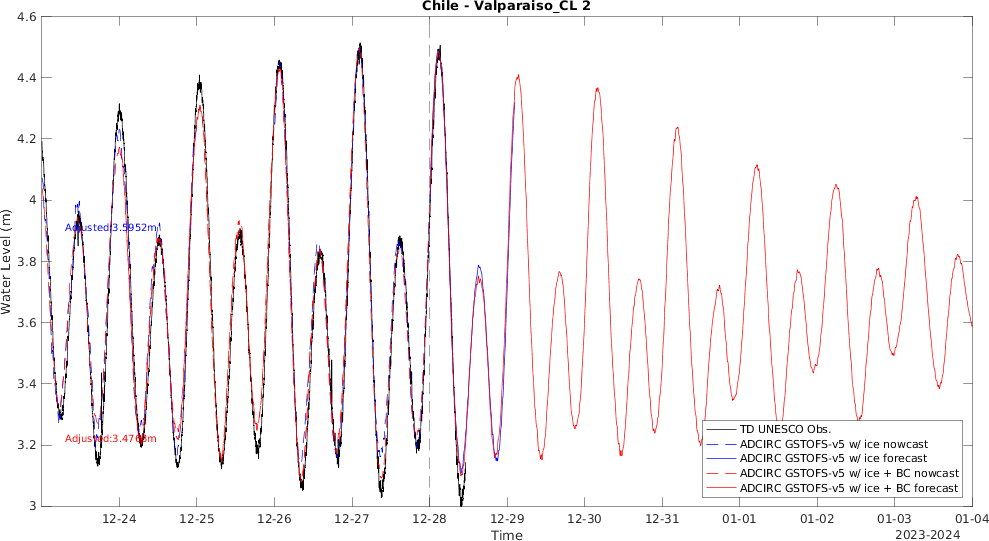 Chile - Valparaiso_CL 2
4.6
4.4
4.2
4
3.8
3.6
3.4
3.2
3
Water Level (m)
Adjusted:3.5952m
Adjusted:3.4768m
TD UNESCO Obs.
ADCIRC GSTOFS-v5 w/ ice nowcast
ADCIRC GSTOFS-v5 w/ ice forecast
ADCIRC GSTOFS-v5 w/ ice + BC nowcast
ADCIRC GSTOFS-v5 w/ ice + BC forecast
12-24 12-25 12-26 12-27 12-28 12-29 12-30 12-31 01-01 01-02 01-03 01-04
Time
2023-2024